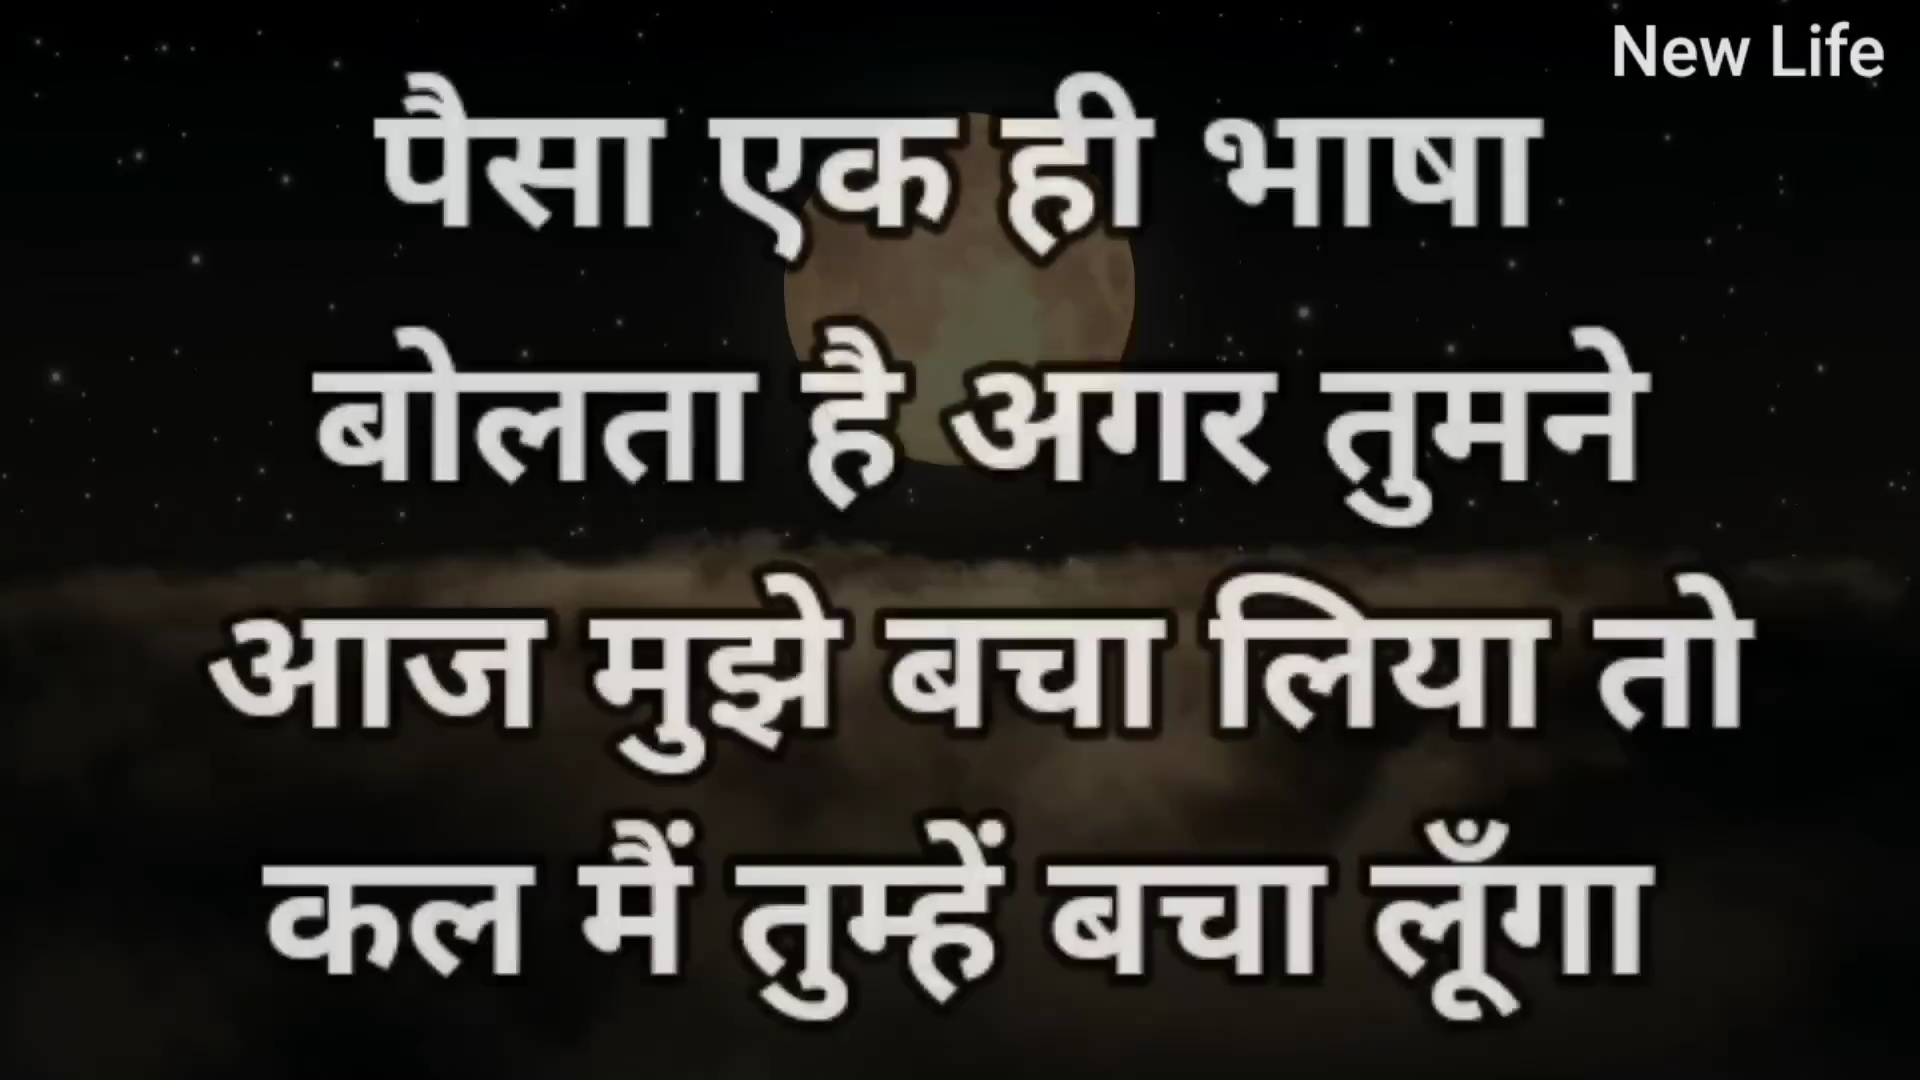 New Life
पैसा एक ही भाषा
बोलता है अगर तुमने
आज मुझे बचा लिया तो
कल मैं तुम्हें बचा लूँगा